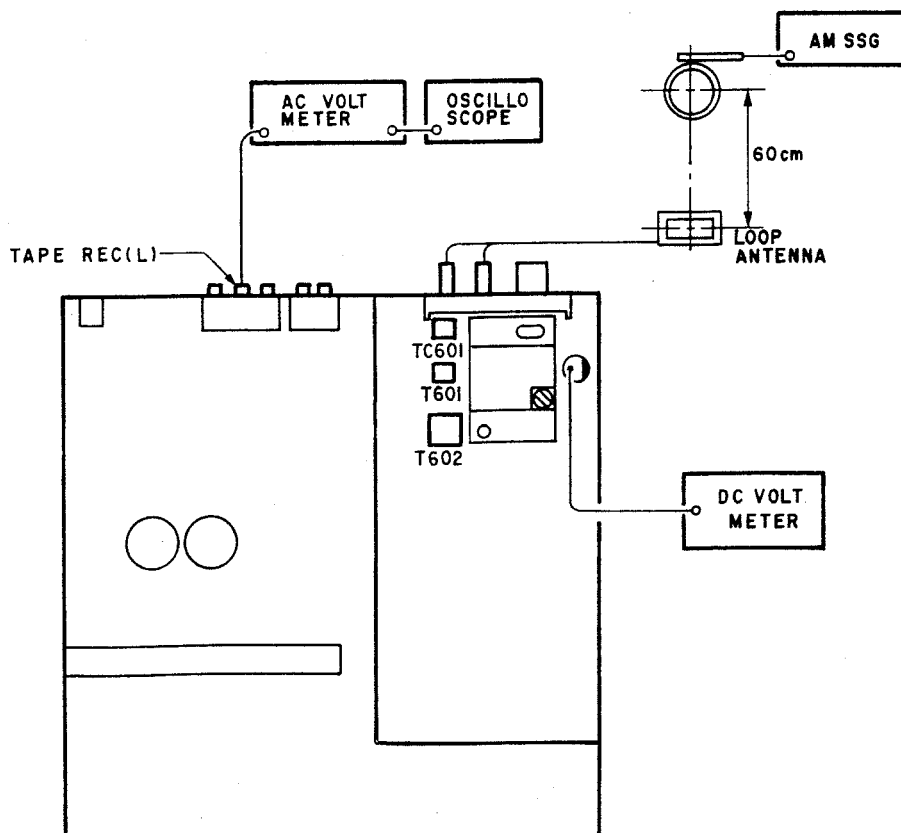 AM SSG
AC VOLT
METER
OSCILLO
SCOPE
60cm
TAPE REC(L)
LOOP
ANTENNA
TC601
T601
T602
DC VOLT
METER